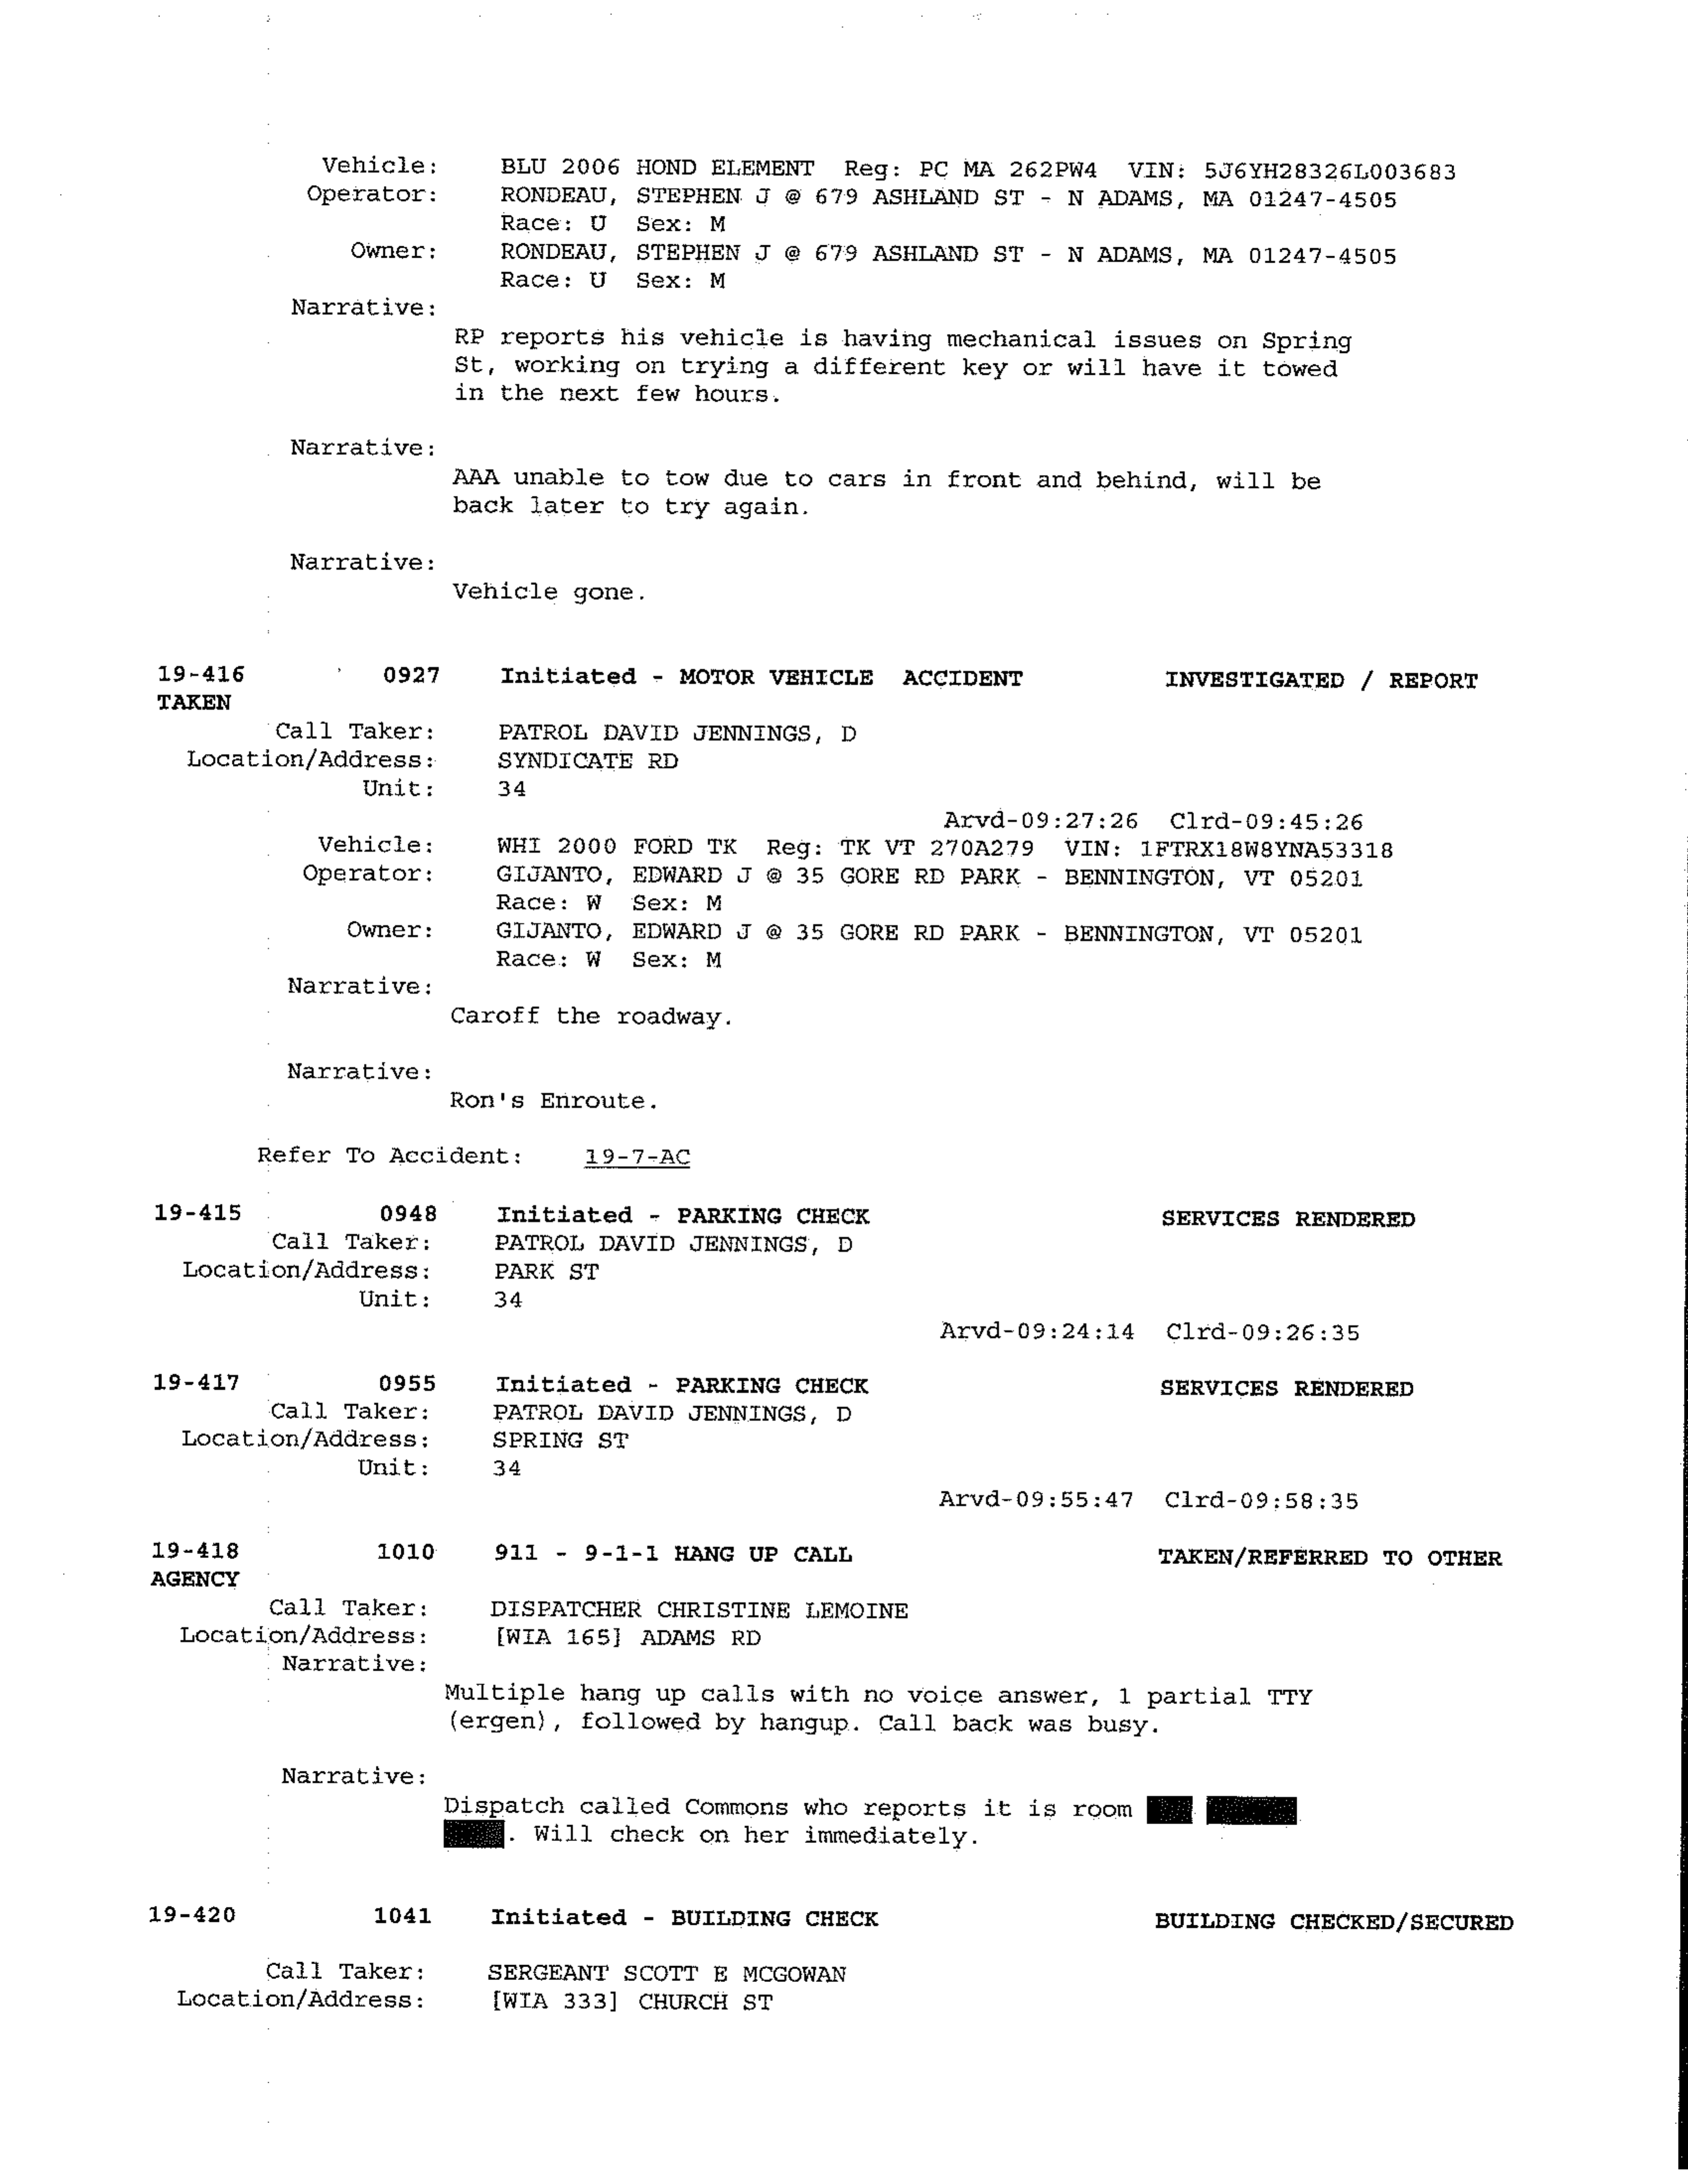 Vehicle: BLU 2006 HOND ELEMENT Reg: PC MA 262PW4 VIN: 5J6YH28326L003683
Operator: RONDEAU, STEPHEN J @ 679 ASHLAND ST - N ADAMS, MA 01247-4505
Race: U Sex: M
Owner: RONDEAU, STEPHEN J @ 679 ASHLAND ST - N ADAMS, MA 01247-4505
Race: U Sex: M
Narrative:
RP reports his vehicle is having mechanical issues on Spring
St, working on trying a different key or will have it towed
in the next few hours.
Narrative:
AAA unable to tow due to cars in front and behind, will be
back later to try again.
Narrative:
Vehicle gone.
19-416 0927 Initiated - MOTOR VEHICLE ACCIDENT INVESTIGATED / REPORT
TAKEN
Call Taker: PATROL DAVID JENNINGS, D
Location/Address: SYNDICATE RD
Unit: 34
Arvd-09:27:26 Clrd-09:45:26
Vehicle: WHI 2000 FORD TK Reg: TK VT 270A279 VIN: 1FTRX18W8YNA53318
Operator: GIJANTO, EDWARD J @ 35 GORE RD PARK - BENNINGTON, VT 05201
Race: W Sex: M
Owner: GIJANTO, EDWARD J @ 35 GORE RD PARK - BENNINGTON, VT 05201
Race: W Sex: M
Narrative:
Caroff the roadway.
Narrative:
Ron's Enroute.
Refer To Accident: 19-7-AC
19-415 0948 Initiated - PARKING CHECK SERVICES RENDERED
Call Taker: PATROL DAVID JENNINGS, D
Location/Address: PARK ST
Unit: 34
Arvd-09:24:14 Clrd-09:26:35
19-417 0955 Initiated - PARKING CHECK SERVICES RENDERED
Call Taker: PATROL DAVID JENNINGS, D
Location/Address: SPRING ST
Unit: 34
Arvd-09:55:47 Clrd-09:58:35
19-418 1010 911 - 9-1-1 HANG UP CALL TAKEN/REFERRED TO OTHER
AGENCY
Call Taker: DISPATCHER CHRISTINE LEMOINE
Location/Address: [WIA 165] ADAMS RD
Narrative:
Multiple hang up calls with no voice answer, 1 partial TTY
(ergen), followed by hangup. Call back was busy.
Narrative:
Dispatch called Commons who reports it is room
. Will check on her immediately.
19-420 1041 Initiated - BUILDING CHECK BUILDING CHECKED/SECURED
Call Taker: SERGEANT SCOTT E MCGOWAN
Location/Address: [WIA 333] CHURCH ST